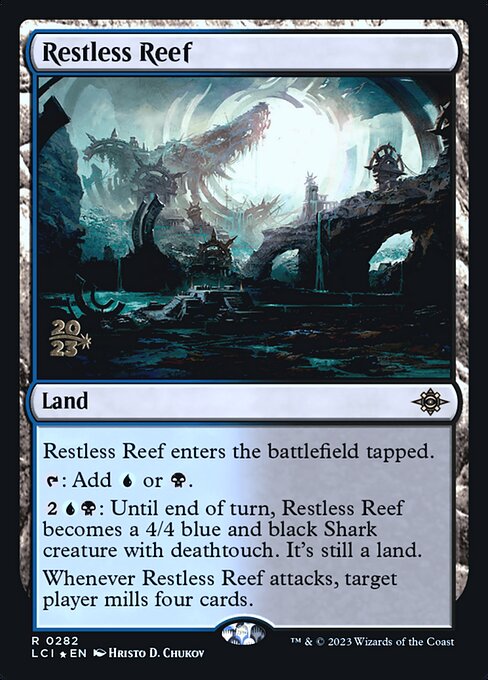 Restless Reef
20
23
Land
Restless Reef enters the battlefield tapped.
: Add or .
2 : Until end of turn, Restless Reef
becomes a 4/4 blue and black Shark
creature with deathtouch. It's still a land.
Whenever Restless Reef attacks, target
player mills four cards.
R 0282
LCI ★ EN Hristo D. Chukov
™ & © 2023 Wizards of the Coast